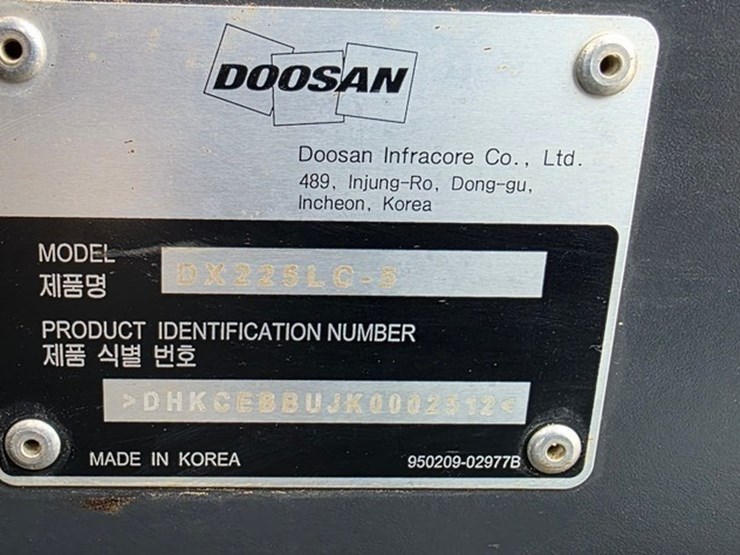 DOOSAN
Doosan Infracore Co., Ltd.
489, Injung-Ro, Dong-gu,
Incheon, Korea
MODEL
제품명
DX225LC-5
PRODUCT IDENTIFICATION NUMBER
제품 식별 번호
>DHKCEBBUJK0002512<
MADE IN KOREA
950209-02977B